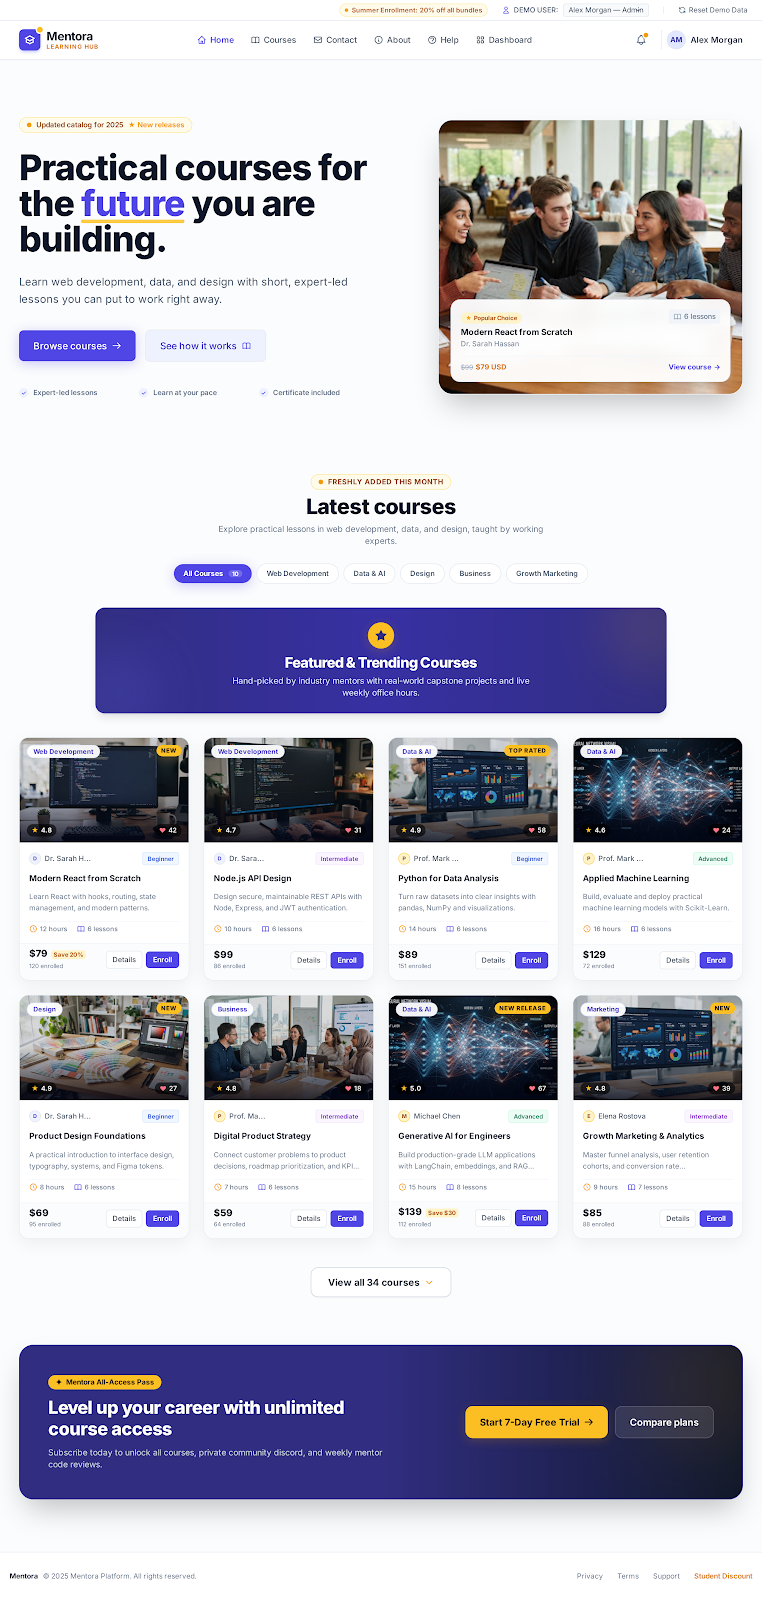 Summer Enrollment: 20% off all bundles
DEMO USER:
Alex Morgan — Admin
Reset Demo Data
Mentora
LEARNING HUB
Home
Courses
Contact
About
Help
Dashboard
AM
Alex Morgan
Updated catalog for 2025 ★ New releases
Practical courses for
the future you are
building.
Learn web development, data, and design with short, expert-led
lessons you can put to work right away.
Browse courses →
See how it works
Expert-led lessons
Learn at your pace
Certificate included
★ Popular Choice
6 lessons
Modern React from Scratch
Dr. Sarah Hassan
$99 $79 USD
View course →
FRESHLY ADDED THIS MONTH
Latest courses
Explore practical lessons in web development, data, and design, taught by working
experts.
All Courses 10
Web Development
Data & AI
Design
Business
Growth Marketing
Featured & Trending Courses
Hand-picked by industry mentors with real-world capstone projects and live
weekly office hours.
Web Development
NEW
★ 4.8
42
D Dr. Sarah H...
Beginner
Modern React from Scratch
Learn React with hooks, routing, state
management, and modern patterns.
12 hours
6 lessons
$79 Save 20%
120 enrolled
Details
Enroll
Web Development
★ 4.7
31
D Dr. Sara...
Intermediate
Node.js API Design
Design secure, maintainable REST APIs with
Node, Express, and JWT authentication.
10 hours
6 lessons
$99
86 enrolled
Details
Enroll
Data & AI
TOP RATED
★ 4.9
58
P Prof. Mark ...
Beginner
Python for Data Analysis
Turn raw datasets into clear insights with
pandas, NumPy and visualizations.
14 hours
6 lessons
$89
151 enrolled
Details
Enroll
Data & AI
★ 4.6
24
P Prof. Mark ...
Advanced
Applied Machine Learning
Build, evaluate and deploy practical
machine learning models with Scikit-Learn.
16 hours
6 lessons
$129
72 enrolled
Details
Enroll
Design
NEW
★ 4.9
27
D Dr. Sarah H...
Beginner
Product Design Foundations
A practical introduction to interface design,
typography, systems, and Figma tokens.
8 hours
6 lessons
$69
95 enrolled
Details
Enroll
Business
★ 4.8
18
P Prof. Ma...
Intermediate
Digital Product Strategy
Connect customer problems to product
decisions, roadmap prioritization, and KPI...
7 hours
6 lessons
$59
64 enrolled
Details
Enroll
Data & AI
NEW RELEASE
★ 5.0
67
M Michael Chen
Advanced
Generative AI for Engineers
Build production-grade LLM applications
with LangChain, embeddings, and RAG...
15 hours
8 lessons
$139 Save $30
112 enrolled
Details
Enroll
Marketing
NEW
★ 4.8
39
E Elena Rostova
Intermediate
Growth Marketing & Analytics
Master funnel analysis, user retention
cohorts, and conversion rate...
9 hours
7 lessons
$85
88 enrolled
Details
Enroll
View all 34 courses
Mentora All-Access Pass
Level up your career with unlimited
course access
Subscribe today to unlock all courses, private community discord, and weekly mentor
code reviews.
Start 7-Day Free Trial →
Compare plans
Mentora © 2025 Mentora Platform. All rights reserved.
Privacy
Terms
Support
Student Discount